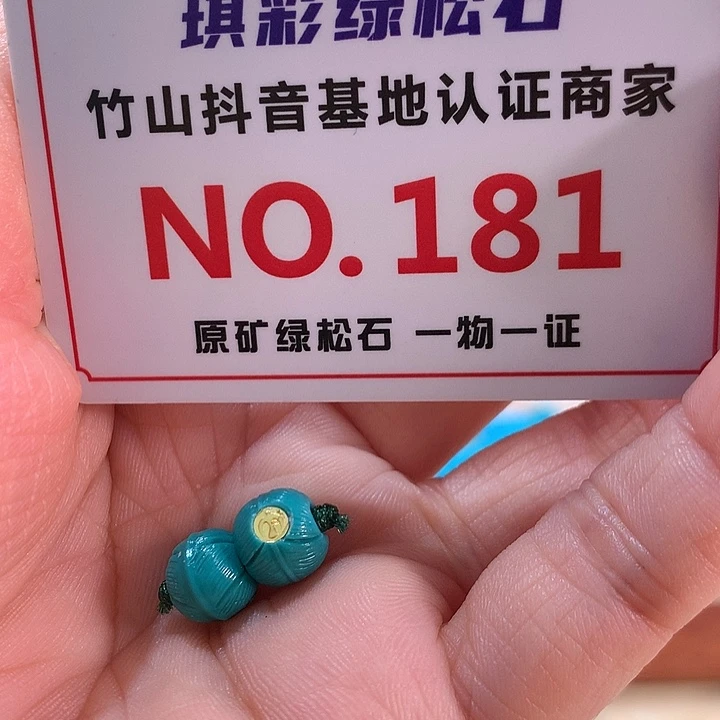 琪彩绿松石
竹山抖音基地认证商家
NO.181
原矿绿松石 一物一证